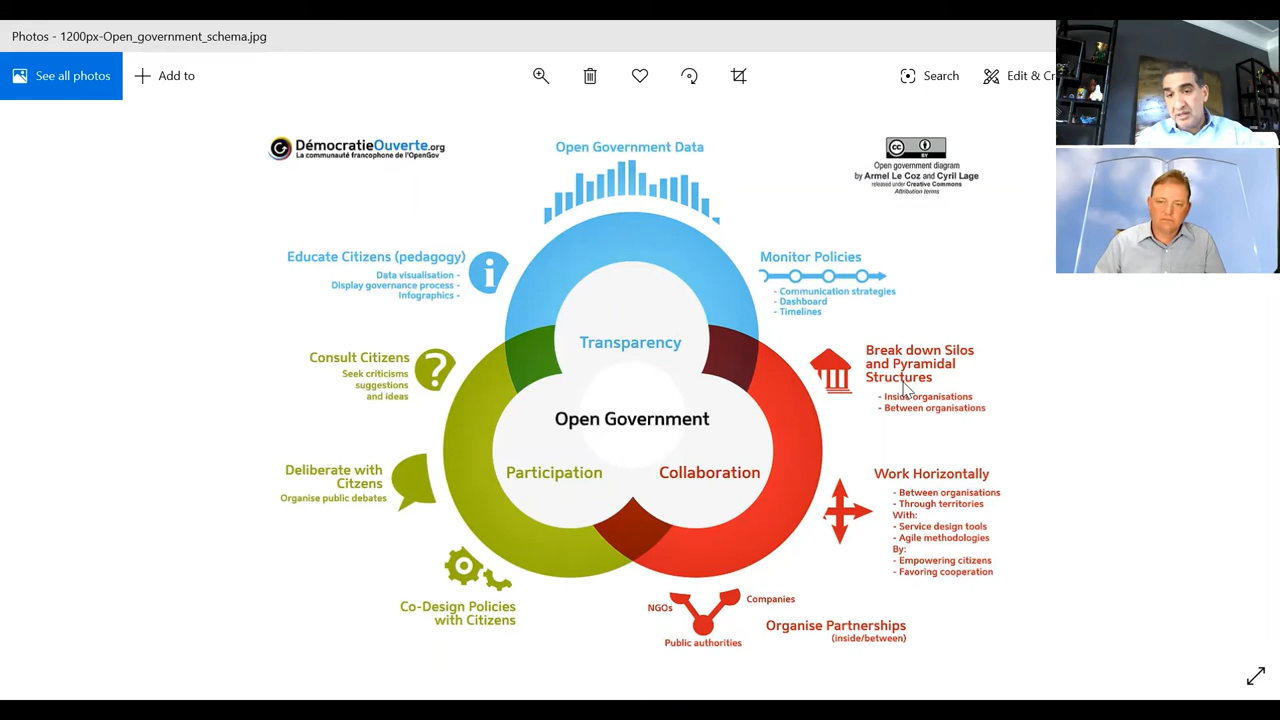 Photos - 1200px-Open_government_schema.jpg
See all photos
Add to
Search
Edit & Cr
DémocratieOuverte.org
La communauté francophone de l'OpenGov
Open Government Data
CC BY
Open government diagram
by Armel Le Coz and Cyril Lage
released under Creative Commons
Attribution terms
Educate Citizens (pedagogy)
Data visualisation -
Display governance process -
Infographics -
Monitor Policies
- Communication strategies
- Dashboard
- Timelines
Transparency
Consult Citizens
Seek criticisms
suggestions
and ideas
Break down Silos
and Pyramidal
Structures
- Inside organisations
- Between organisations
Open Government
Participation
Collaboration
Deliberate with
Citzens
Organise public debates
Work Horizontally
- Between organisations
- Through territories
With:
- Service design tools
- Agile methodologies
By:
- Empowering citizens
- Favoring cooperation
Co-Design Policies
with Citizens
NGOs
Companies
Public authorities
Organise Partnerships
(inside/between)